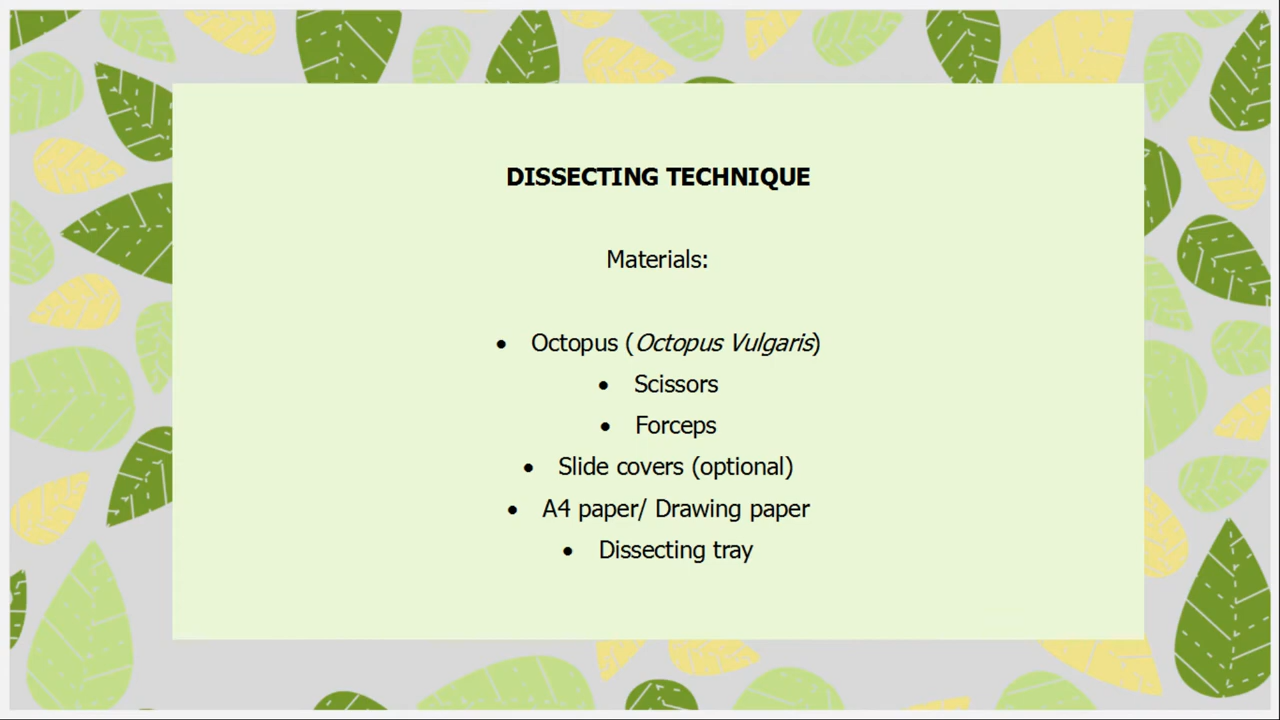 DISSECTING TECHNIQUE
Materials:
• Octopus (Octopus Vulgaris)
• Scissors
• Forceps
• Slide covers (optional)
• A4 paper/ Drawing paper
• Dissecting tray